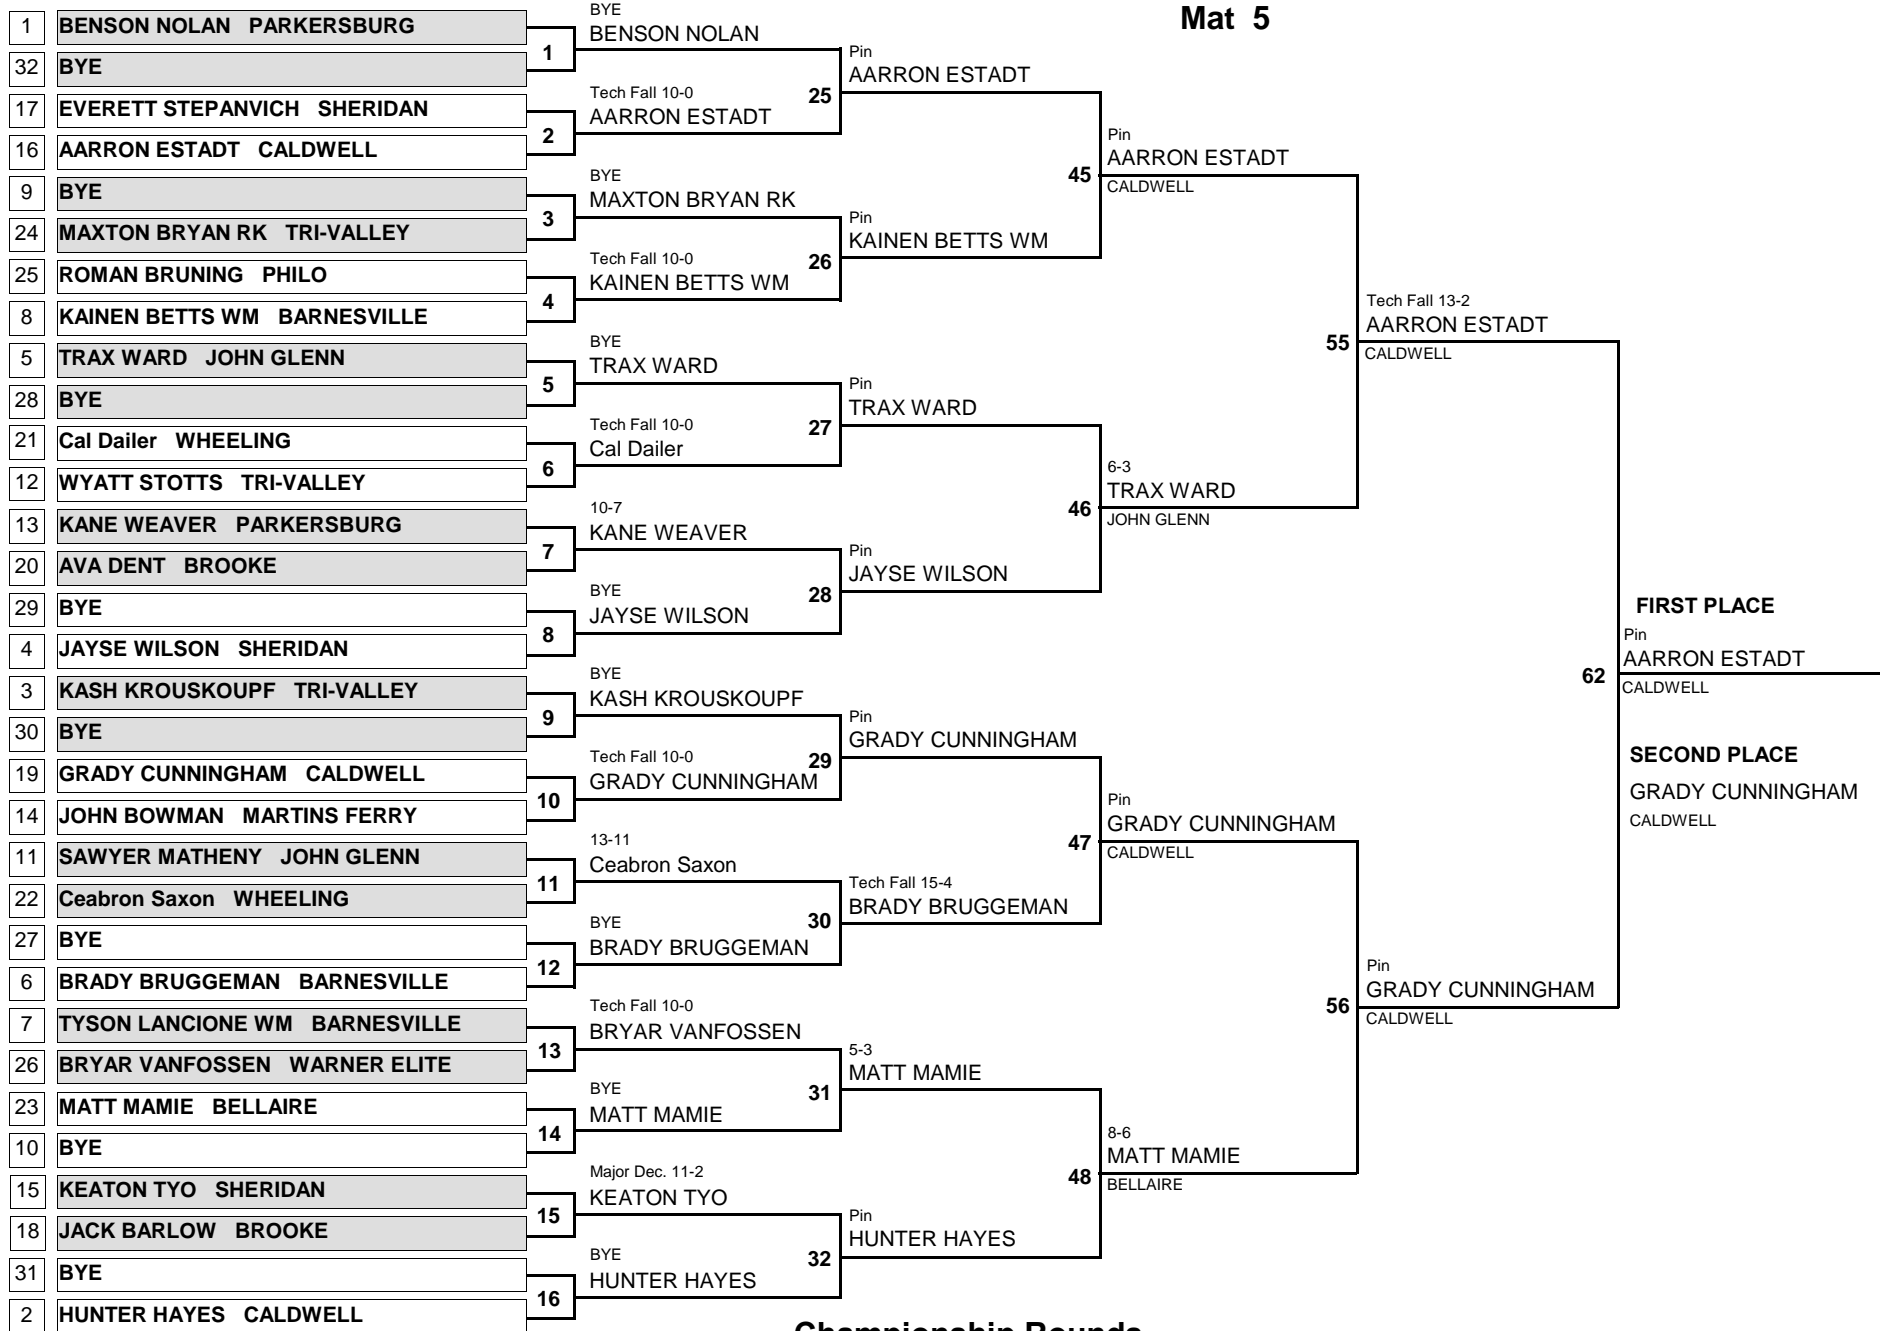 Mat 5
1 BENSON NOLAN PARKERSBURG
32 BYE
17 EVERETT STEPANVICH SHERIDAN
16 AARRON ESTADT CALDWELL
9 BYE
24 MAXTON BRYAN RK TRI-VALLEY
25 ROMAN BRUNING PHILO
8 KAINEN BETTS WM BARNESVILLE
5 TRAX WARD JOHN GLENN
28 BYE
21 Cal Dailer WHEELING
12 WYATT STOTTS TRI-VALLEY
13 KANE WEAVER PARKERSBURG
20 AVA DENT BROOKE
29 BYE
4 JAYSE WILSON SHERIDAN
3 KASH KROUSKOUPF TRI-VALLEY
30 BYE
19 GRADY CUNNINGHAM CALDWELL
14 JOHN BOWMAN MARTINS FERRY
11 SAWYER MATHENY JOHN GLENN
22 Ceabron Saxon WHEELING
27 BYE
6 BRADY BRUGGEMAN BARNESVILLE
7 TYSON LANCIONE WM BARNESVILLE
26 BRYAR VANFOSSEN WARNER ELITE
23 MATT MAMIE BELLAIRE
10 BYE
15 KEATON TYO SHERIDAN
18 JACK BARLOW BROOKE
31 BYE
2 HUNTER HAYES CALDWELL
BYE
BENSON NOLAN
1
Tech Fall 10-0
AARRON ESTADT
2
BYE
MAXTON BRYAN RK
3
Tech Fall 10-0
KAINEN BETTS WM
4
BYE
TRAX WARD
5
Tech Fall 10-0
Cal Dailer
6
10-7
KANE WEAVER
7
BYE
JAYSE WILSON
8
BYE
KASH KROUSKOUPF
9
Tech Fall 10-0
GRADY CUNNINGHAM
10
13-11
Ceabron Saxon
11
BYE
BRADY BRUGGEMAN
12
Tech Fall 10-0
BRYAR VANFOSSEN
13
BYE
MATT MAMIE
14
Major Dec. 11-2
KEATON TYO
15
BYE
HUNTER HAYES
16
Pin
AARRON ESTADT
25
Pin
KAINEN BETTS WM
26
Pin
TRAX WARD
27
Pin
JAYSE WILSON
28
Pin
GRADY CUNNINGHAM
29
Tech Fall 15-4
BRADY BRUGGEMAN
30
5-3
MATT MAMIE
31
Pin
HUNTER HAYES
32
Pin
AARRON ESTADT
45
CALDWELL
6-3
TRAX WARD
46
JOHN GLENN
Pin
GRADY CUNNINGHAM
47
CALDWELL
8-6
MATT MAMIE
48
BELLAIRE
Tech Fall 13-2
AARRON ESTADT
55
CALDWELL
Pin
GRADY CUNNINGHAM
56
CALDWELL
FIRST PLACE
Pin
AARRON ESTADT
62
CALDWELL
SECOND PLACE
GRADY CUNNINGHAM
CALDWELL
Championship Rounds